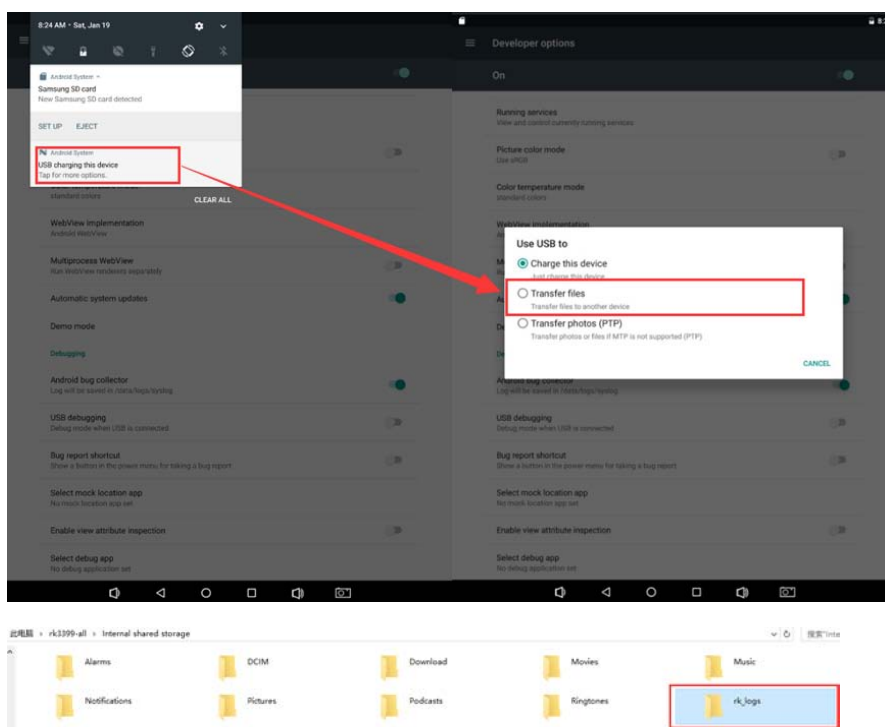 8:24 AM • Sat, Jan 19
Android System
Samsung SD card
New Samsung SD card detected
SET UP EJECT
Android System
USB charging this device
Tap for more options.
CLEAR ALL
standard colors
WebView implementation
Android WebView
Multiprocess WebView
Run WebView renderers separately
Automatic system updates
Demo mode
Debugging
Android bug collector
Log will be saved in /data/logs/syslog
USB debugging
Debug mode when USB is connected
Bug report shortcut
Show a button in the power menu for taking a bug report
Select mock location app
No mock location app set
Enable view attribute inspection
Select debug app
No debug application set
Developer options
On
Running services
View and control currently running services
Picture color mode
Use sRGB
Color temperature mode
standard colors
WebView implementation
Use USB to
Charge this device
Just charge this device
Transfer files
Transfer files to another device
Transfer photos (PTP)
Transfer photos or files if MTP is not supported (PTP)
CANCEL
Android bug collector
Log will be saved in /data/logs/syslog
USB debugging
Debug mode when USB is connected
Bug report shortcut
Show a button in the power menu for taking a bug report
Select mock location app
No mock location app set
Enable view attribute inspection
Select debug app
No debug application set
此电脑 › rk3399-all › Internal shared storage
搜索"Inte
Alarms DCIM Download Movies Music
Notifications Pictures Podcasts Ringtones rk_logs